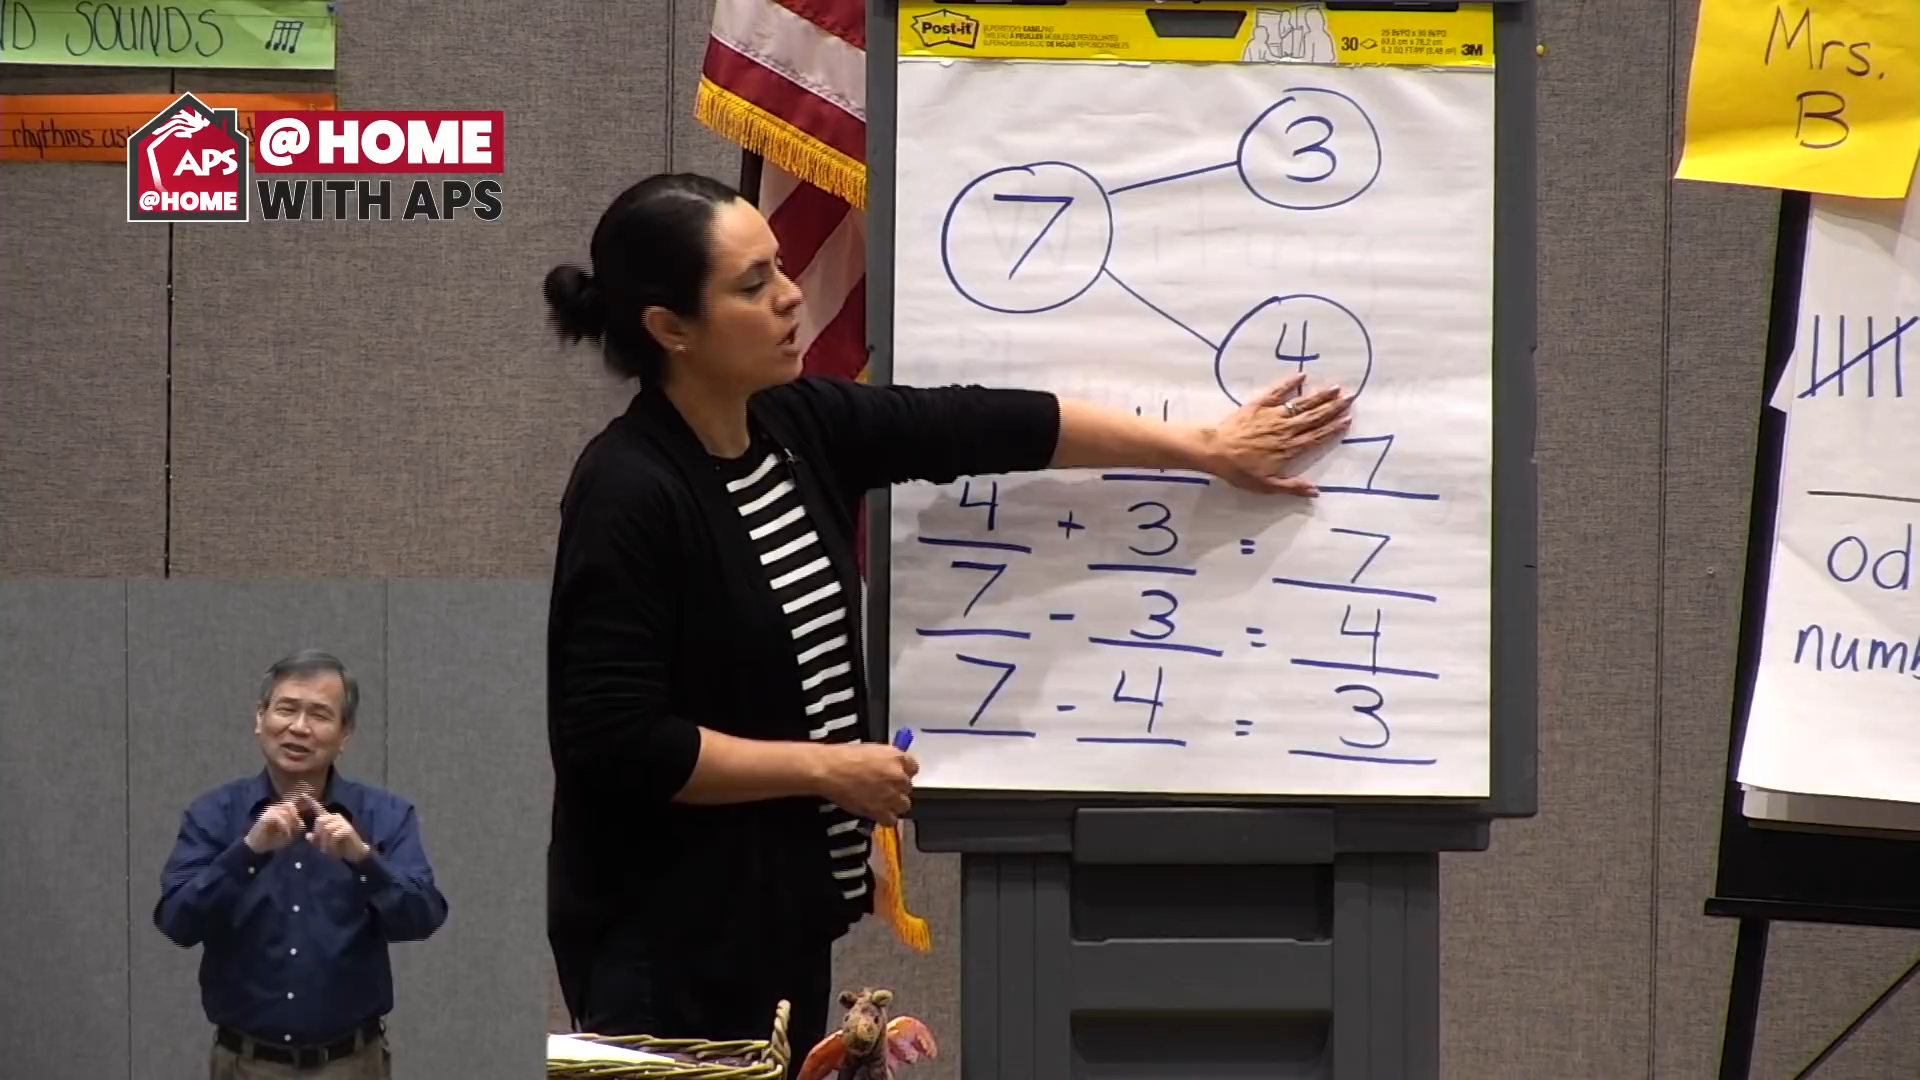 D SOUNDS
rhythms us
APS
@HOME
@HOME
WITH APS
Post-it
30
3M
3
7
4
7
4 + 3 = 7
7 - 3 = 4
7 - 4 = 3
Mrs.
B
od
num